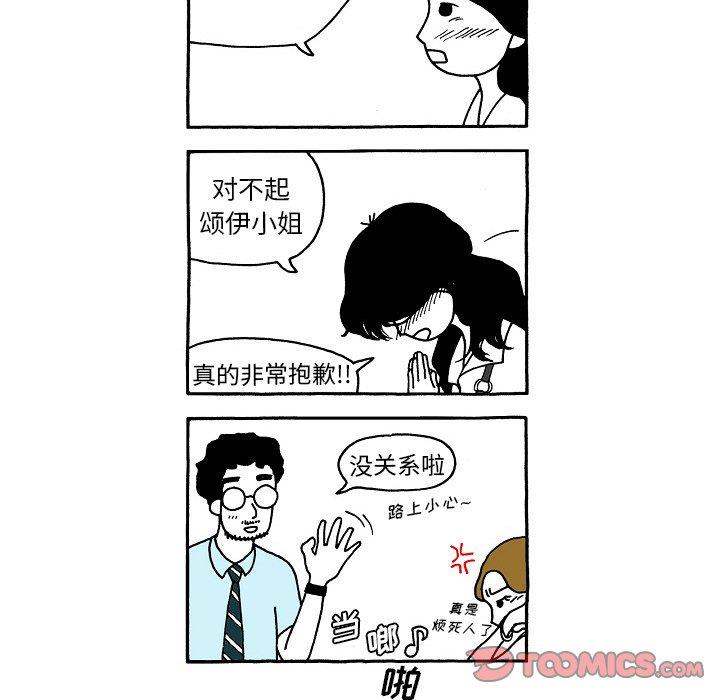 对不起
颂伊小姐
真的非常抱歉!!
没关系啦
路上小心~
真是
烦死人了
当啷♪
啪
TOOMICS.COM